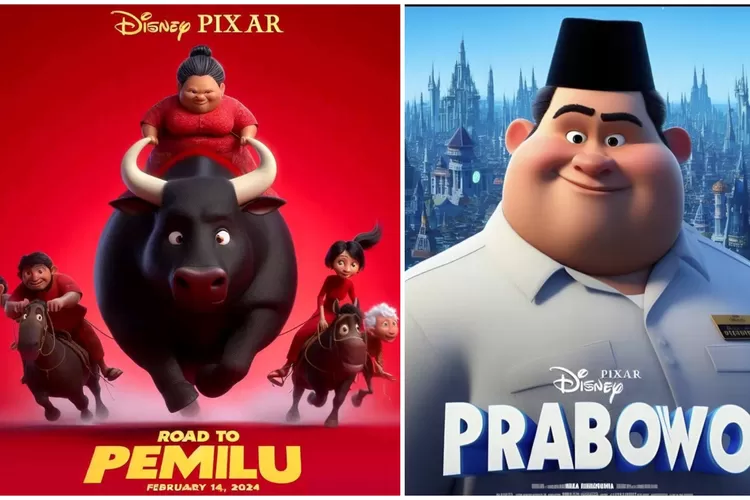 Disney PIXAR
ROAD TO
PEMILU
FEBRUARY 14, 2024
Disney PIXAR
PRABOWO